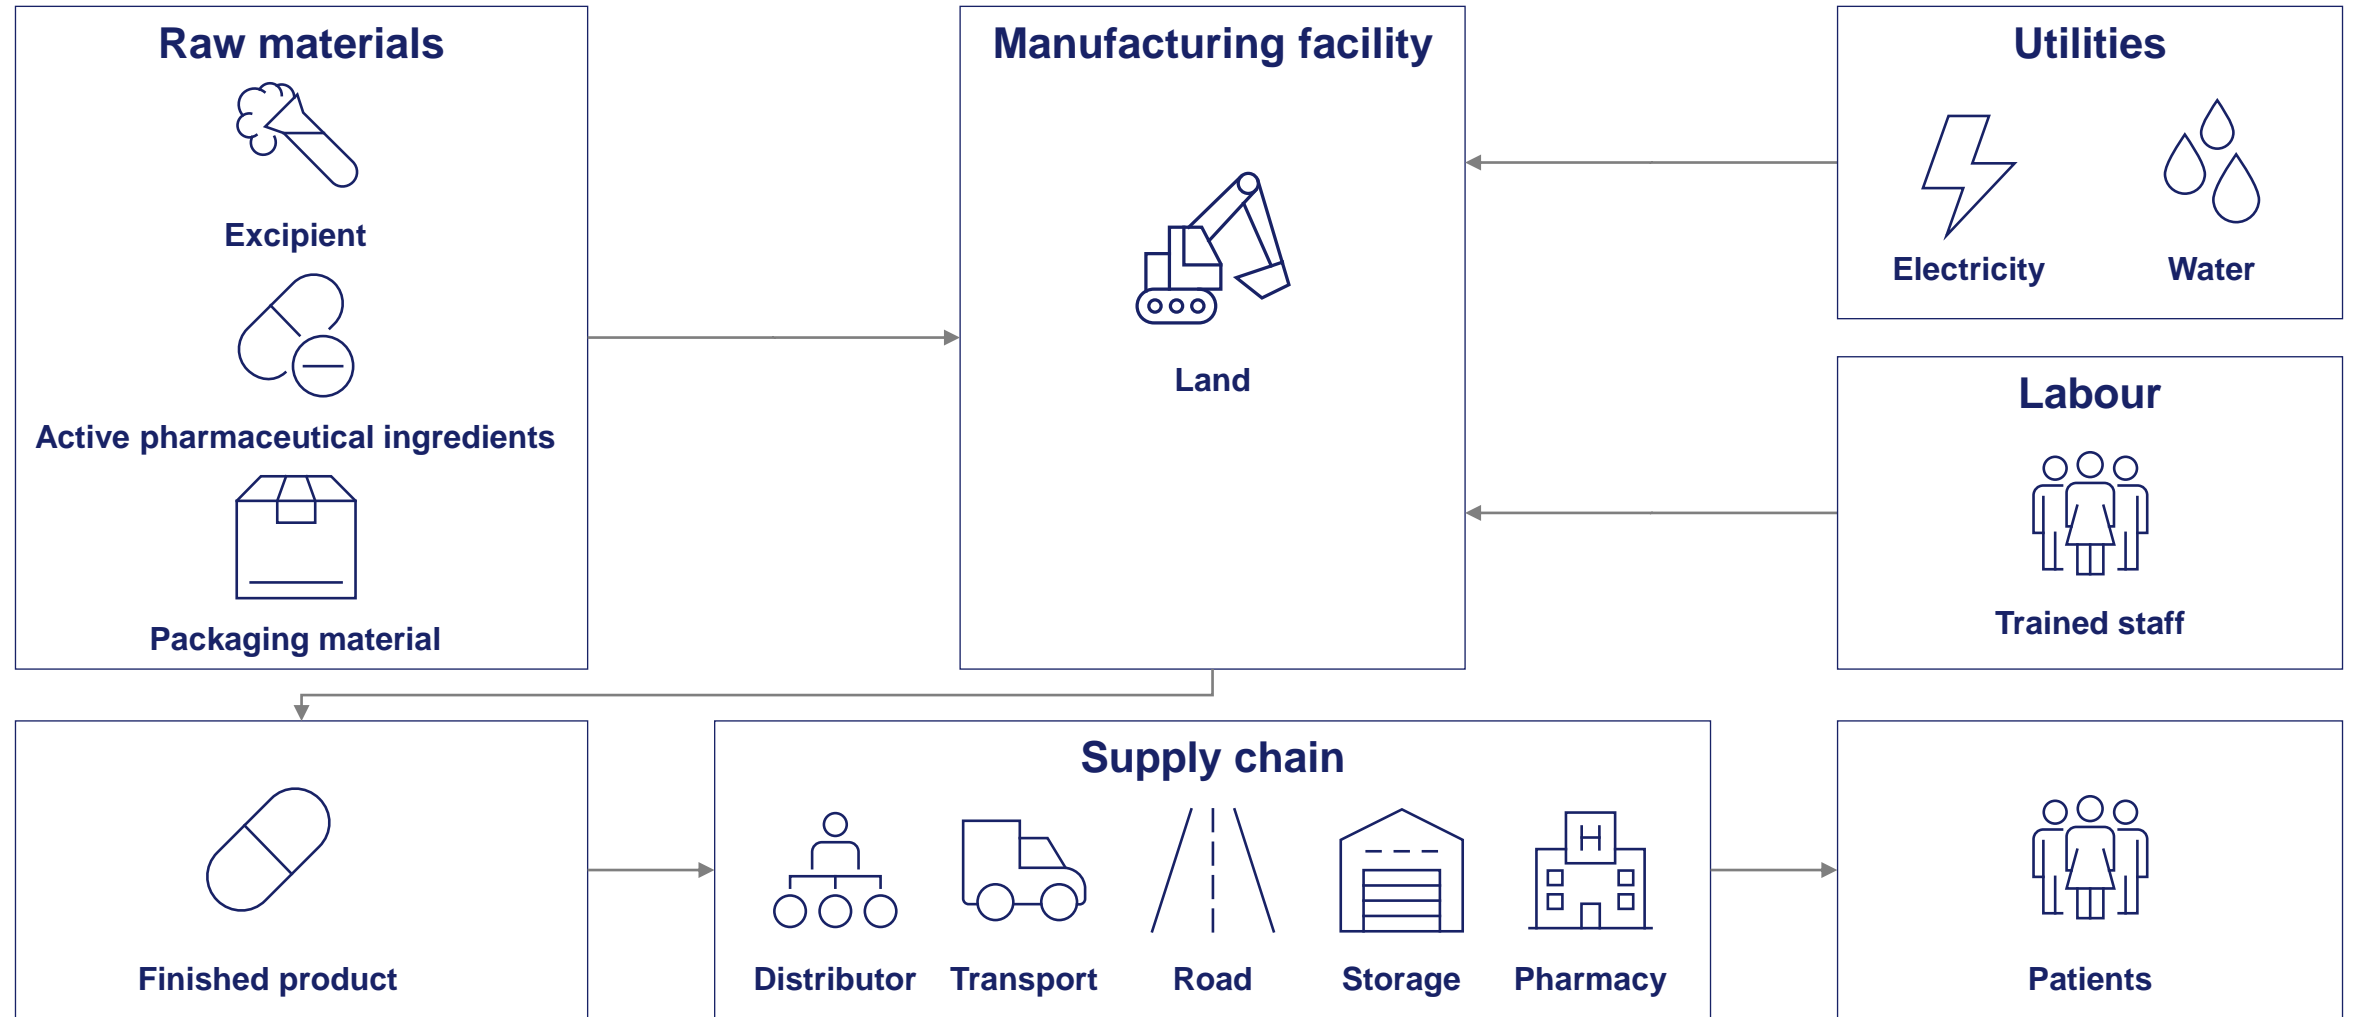 Raw materials
Excipient
Active pharmaceutical ingredients
Packaging material
Manufacturing facility
Land
Utilities
Electricity
Water
Labour
Trained staff
Finished product
Supply chain
Distributor
Transport
Road
Storage
H
Pharmacy
Patients